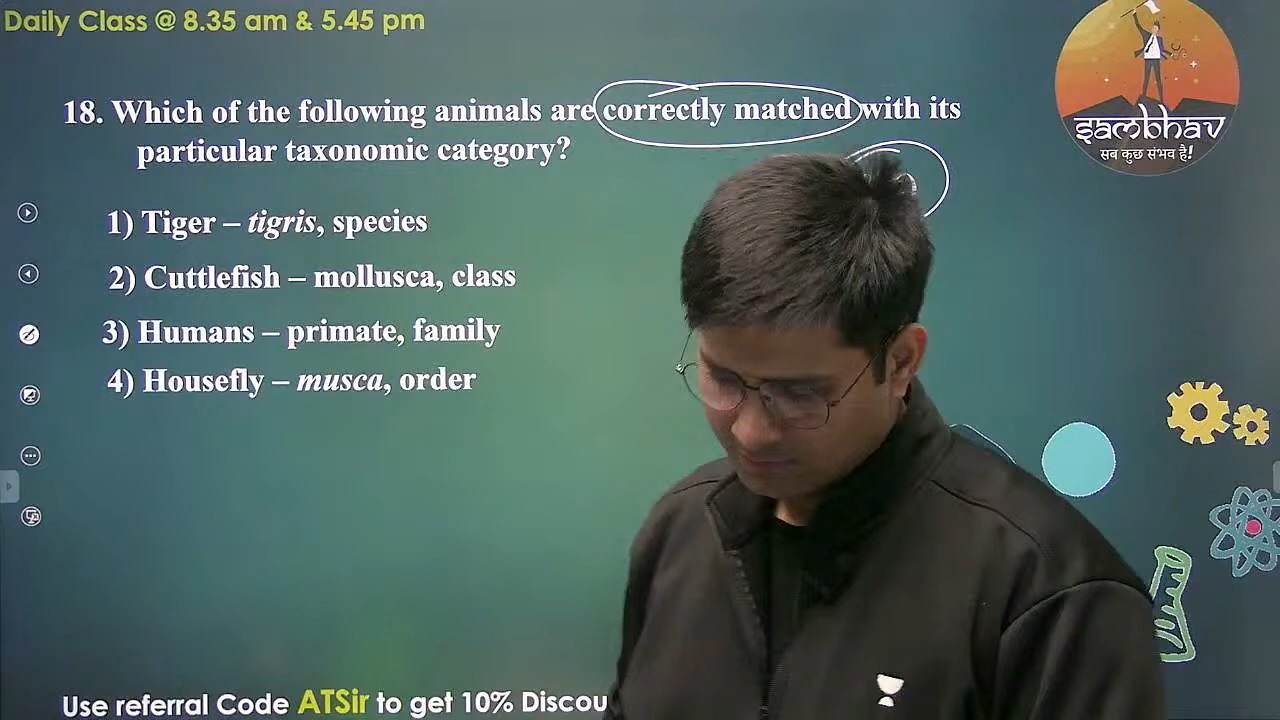 Daily Class @ 8.35 am & 5.45 pm
sambhav
सब कुछ संभव है!
18. Which of the following animals are correctly matched with its
particular taxonomic category?
1) Tiger – tigris, species
2) Cuttlefish – mollusca, class
3) Humans – primate, family
4) Housefly – musca, order
Use referral Code ATSir to get 10% Discou